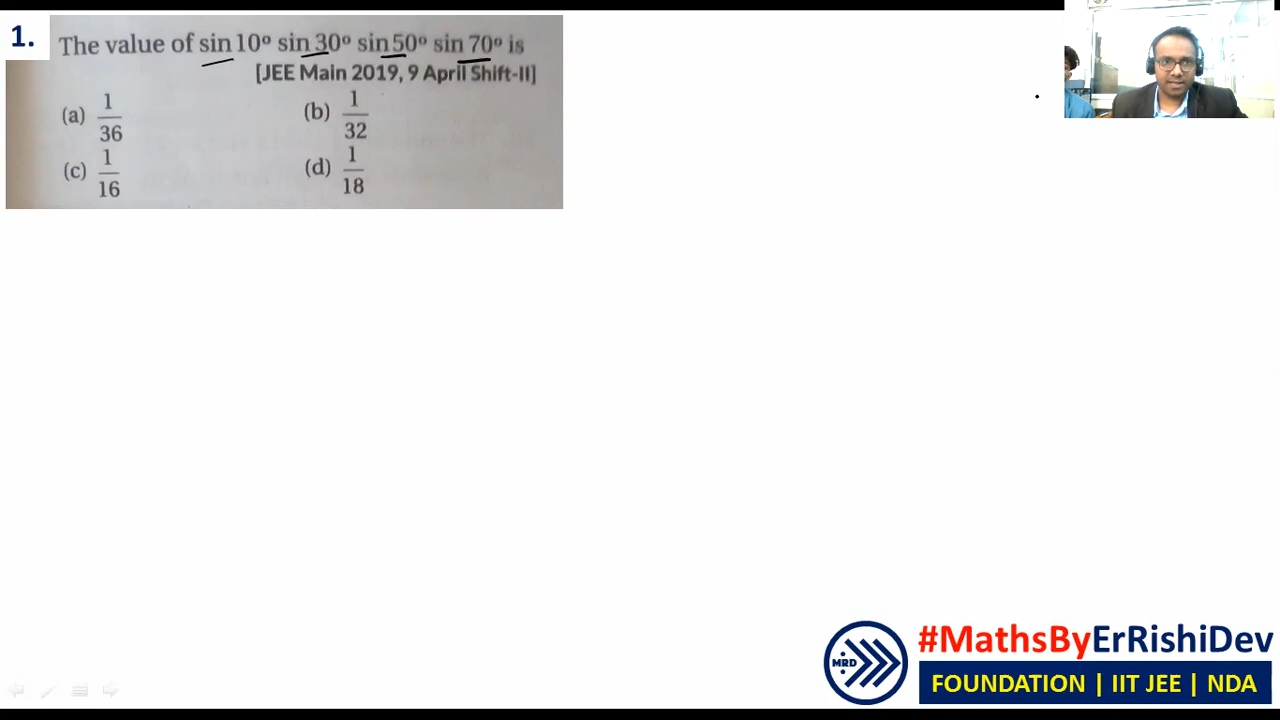 1.
The value of sin 10° sin 30° sin 50° sin 70° is
[JEE Main 2019, 9 April Shift-II]
(a) 1/36 (b) 1/32
(c) 1/16 (d) 1/18
MRD
#MathsByErRishiDev
FOUNDATION | IIT JEE | NDA